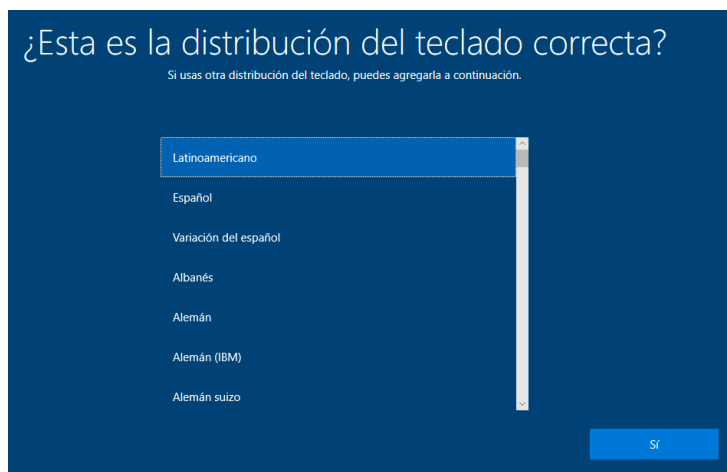 ¿Esta es la distribución del teclado correcta?
Si usas otra distribución del teclado, puedes agregarla a continuación.
Latinoamericano
Español
Variación del español
Albanés
Alemán
Alemán (IBM)
Alemán suizo
Sí